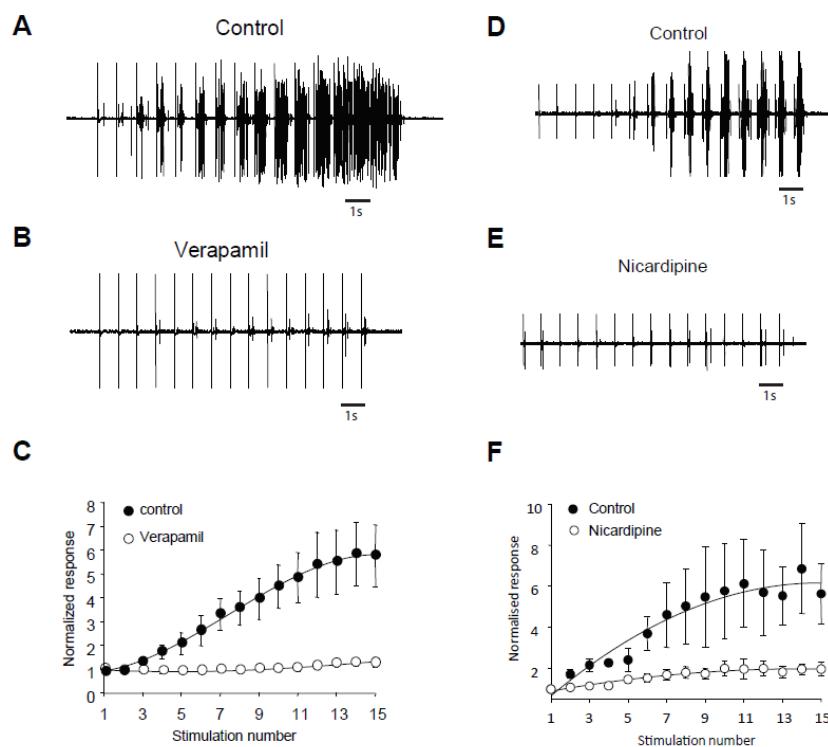 A
Control
1s
B
Verapamil
1s
C
8
7
6
5
4
3
2
1
0
Normalized response
control
Verapamil
1 3 5 7 9 11 13 15
Stimulation number
D
Control
1s
E
Nicardipine
1s
F
10
8
6
4
2
Normalised response
Control
Nicardipine
1 3 5 7 9 11 13 15
Stimulation number